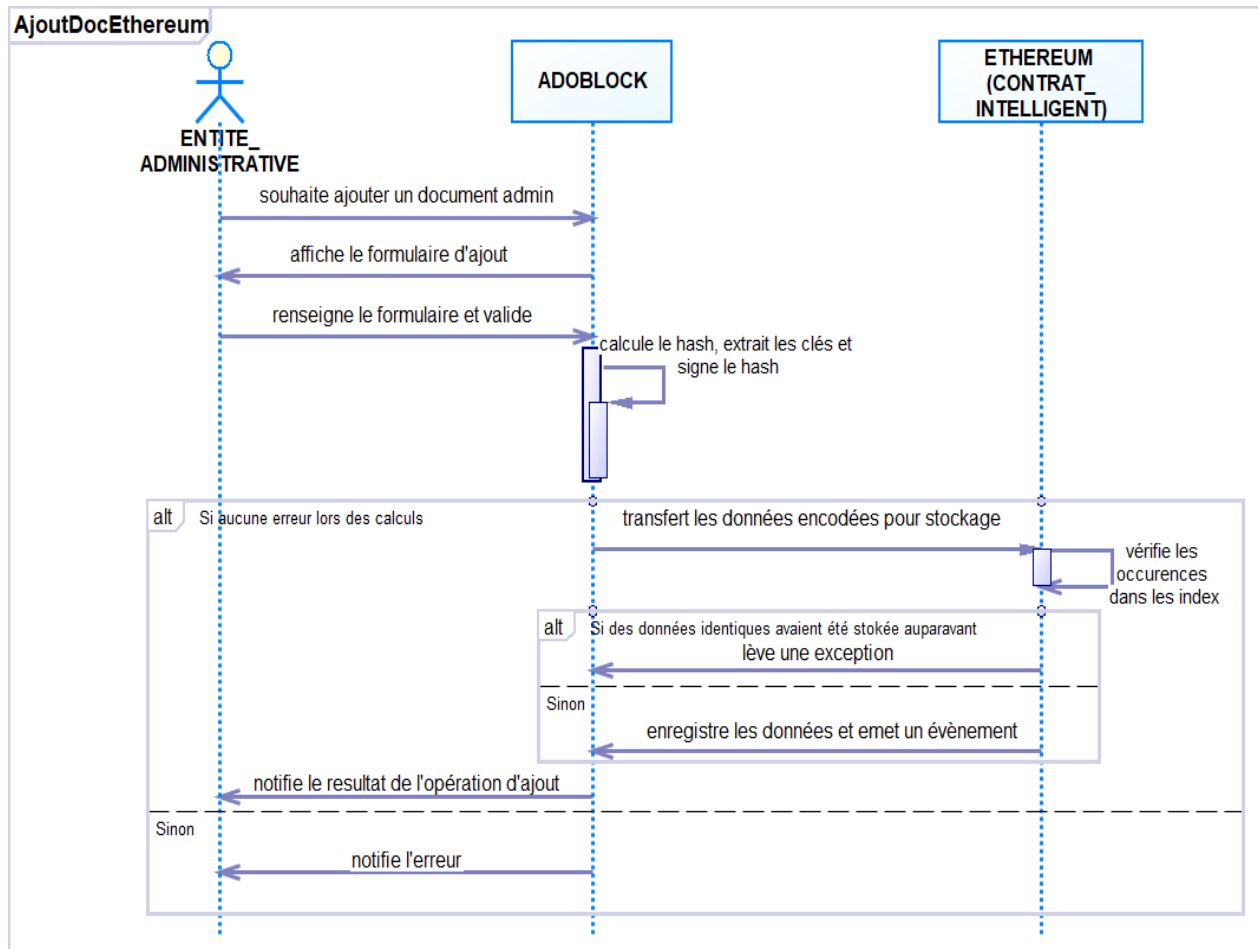 AjoutDocEthereum
ENTITE_
ADMINISTRATIVE
ADOBLOCK
ETHEREUM
(CONTRAT_
INTELLIGENT)
souhaite ajouter un document admin
affiche le formulaire d'ajout
renseigne le formulaire et valide
calcule le hash, extrait les clés et
signe le hash
alt
Si aucune erreur lors des calculs
transfert les données encodées pour stockage
vérifie les
occurences
dans les index
alt
Si des données identiques avaient été stokée auparavant
lève une exception
Sinon
enregistre les données et emet un évènement
notifie le resultat de l'opération d'ajout
Sinon
notifie l'erreur